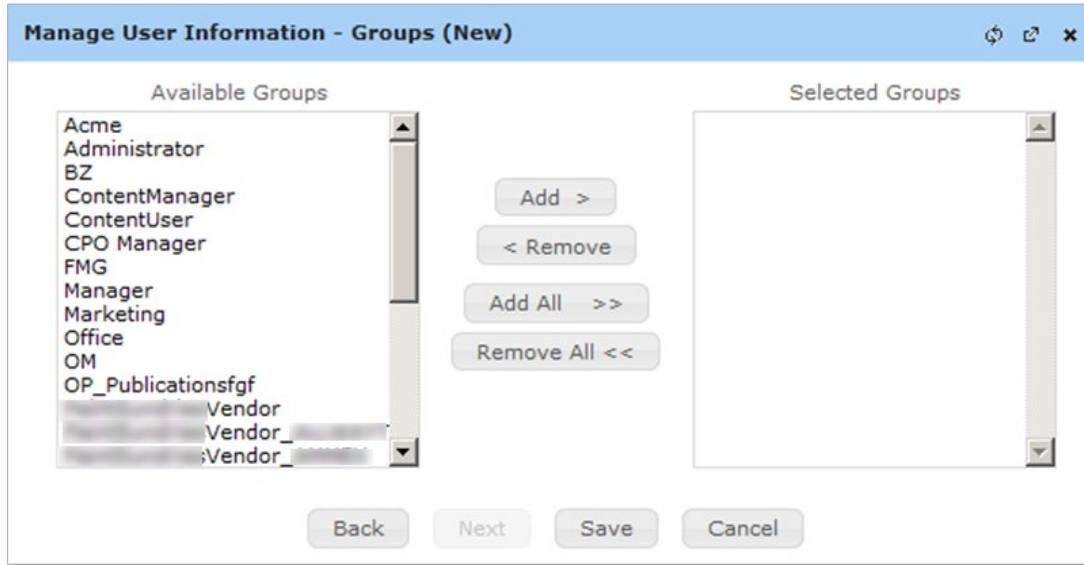 Manage User Information - Groups (New)
Available Groups
Selected Groups
Acme
Administrator
BZ
ContentManager
ContentUser
CPO Manager
FMG
Manager
Marketing
Office
OM
OP_Publicationsfgf
Vendor
Vendor_
sVendor_
Add >
< Remove
Add All >>
Remove All <<
Back
Next
Save
Cancel